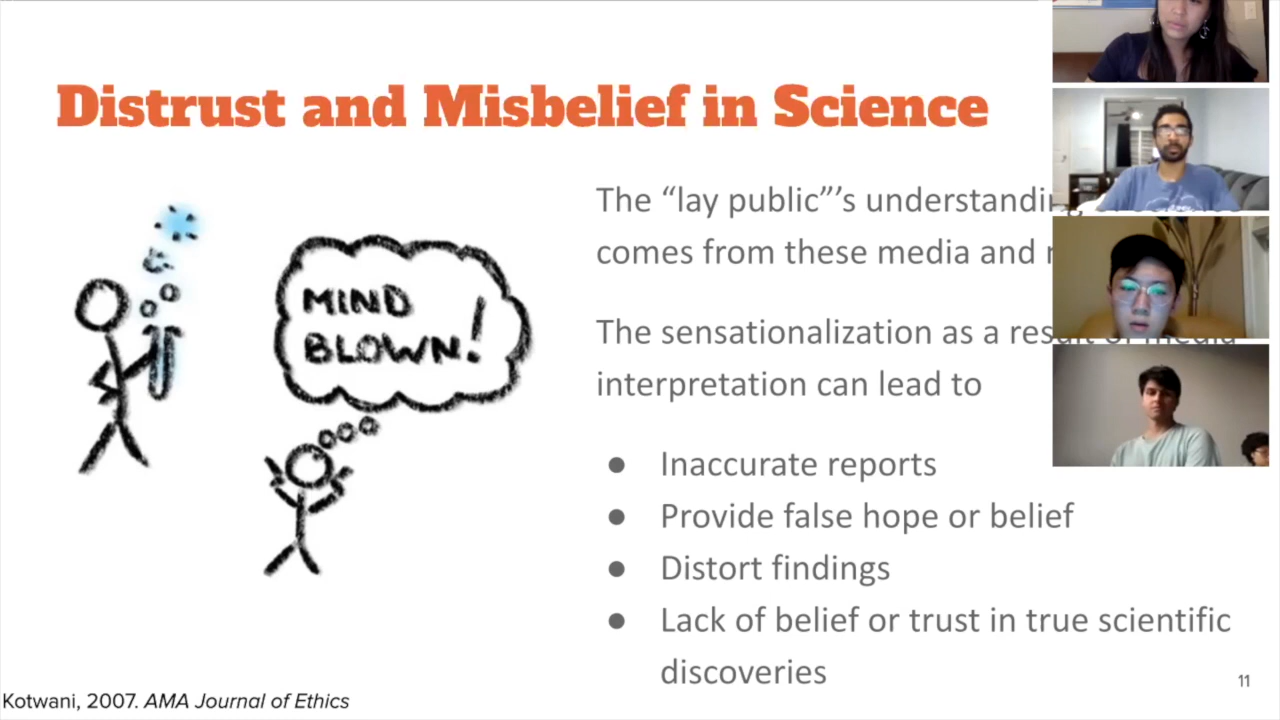 Distrust and Misbelief in Science
MIND
BLOWN!
The “lay public”’s understanding
comes from these media and
The sensationalization as a result of media
interpretation can lead to
● Inaccurate reports
● Provide false hope or belief
● Distort findings
● Lack of belief or trust in true scientific
discoveries
Kotwani, 2007. AMA Journal of Ethics
11